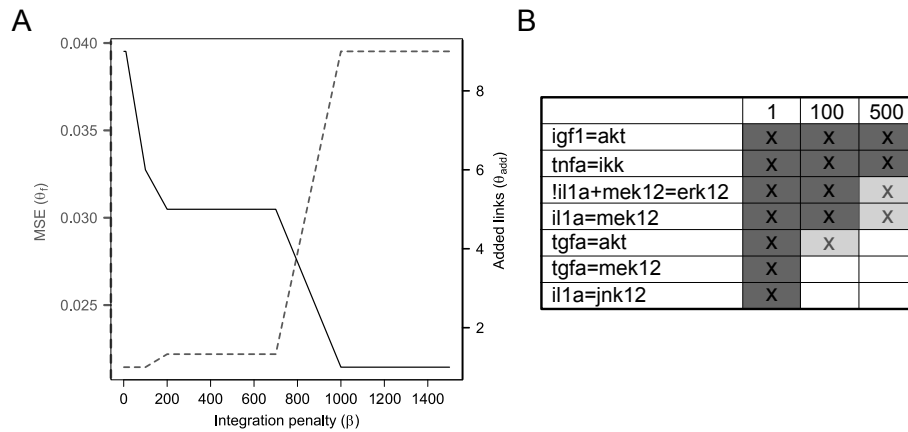 A
B
0.040
0.035
0.030
0.025
MSE (θf)
8
6
4
2
Added links (θadd)
0 200 400 600 800 1000 1200 1400
Integration penalty (β)
1 100 500
igf1=akt x x x
tnfa=ikk x x x
!il1a+mek12=erk12 x x x
il1a=mek12 x x x
tgfa=akt x x
tgfa=mek12 x
il1a=jnk12 x